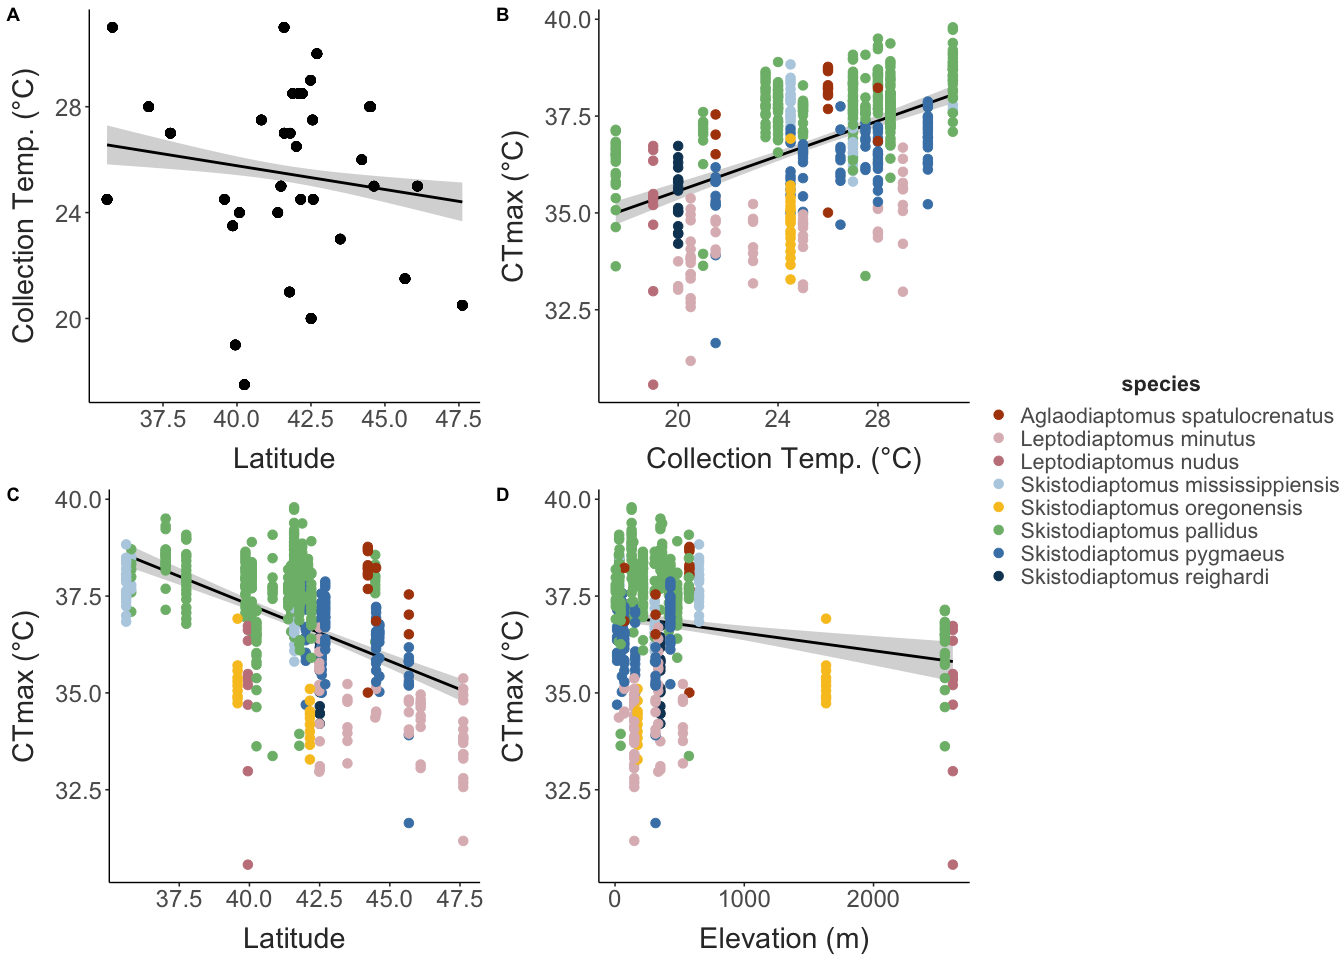 A
Collection Temp. (°C)
28
24
20
37.5 40.0 42.5 45.0 47.5
Latitude
B
CTmax (°C)
40.0
37.5
35.0
32.5
20 24 28
Collection Temp. (°C)
species
Aglaodiaptomus spatulocrenatus
Leptodiaptomus minutus
Leptodiaptomus nudus
Skistodiaptomus mississippiensis
Skistodiaptomus oregonensis
Skistodiaptomus pallidus
Skistodiaptomus pygmaeus
Skistodiaptomus reighardi
C
CTmax (°C)
40.0
37.5
35.0
32.5
37.5 40.0 42.5 45.0 47.5
Latitude
D
CTmax (°C)
40.0
37.5
35.0
32.5
0 1000 2000
Elevation (m)